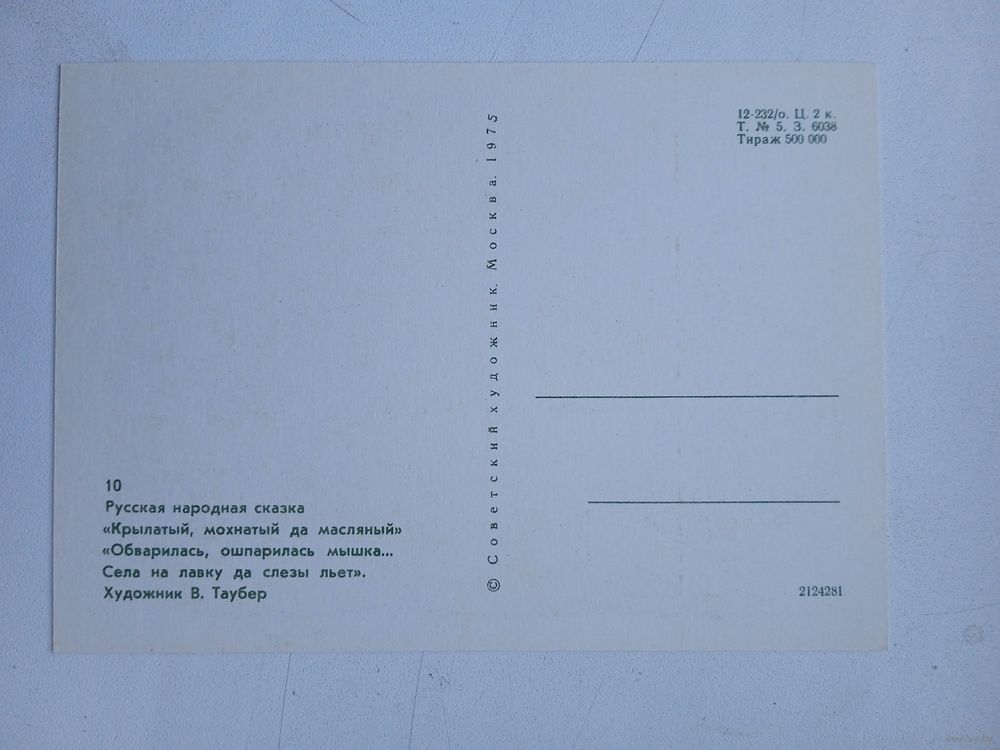 12-232/о. Ц. 2 к.
Т. № 5. З. 6038
Тираж 500 000
© Советский художник. Москва. 1975
10
Русская народная сказка
«Крылатый, мохнатый да масляный»
«Обварилась, ошпарилась мышка...
Села на лавку да слезы льет».
Художник В. Таубер
2124281